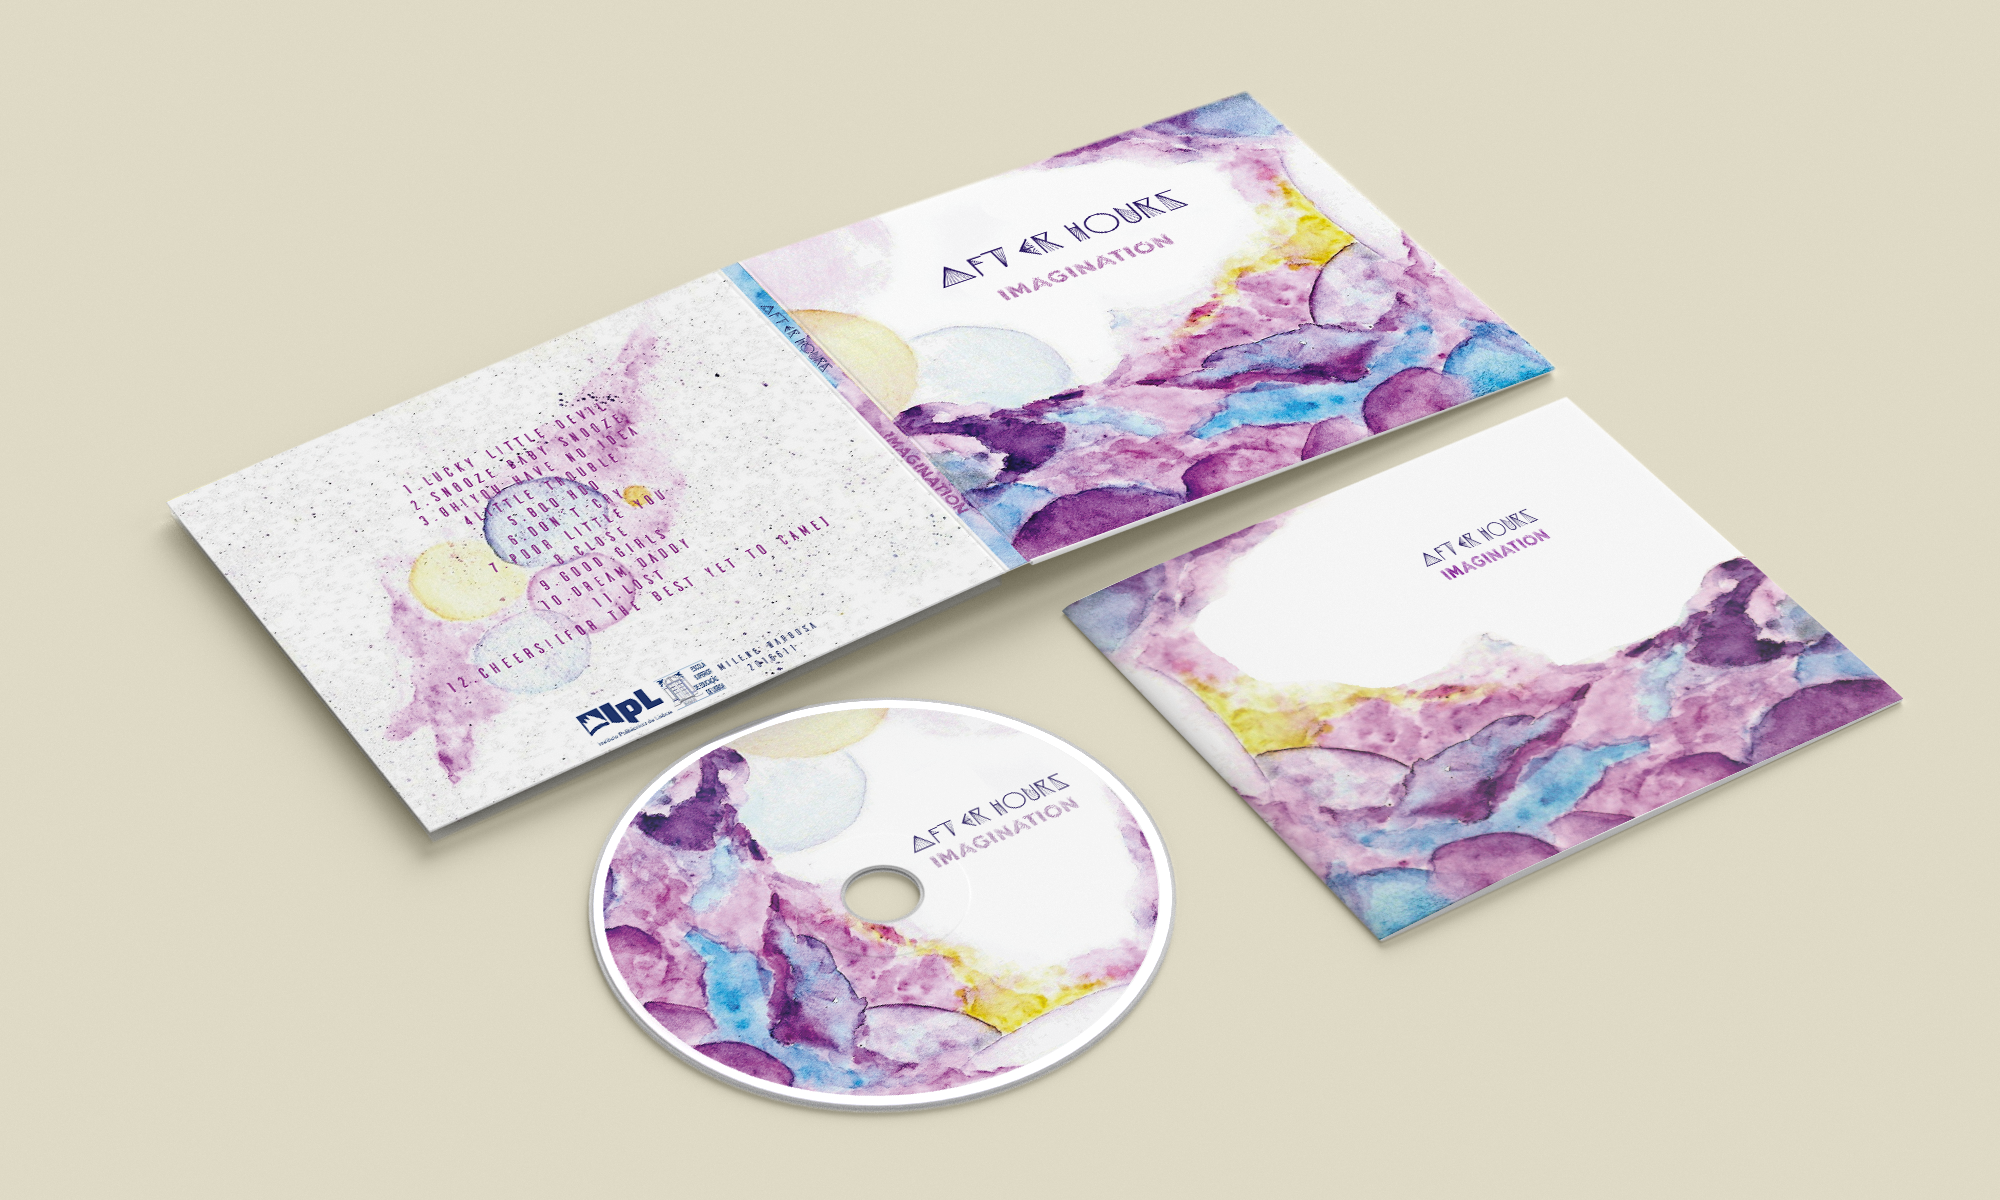 AFTER HOURS
IMAGINATION
AFTER HOURS
IMAGINATION
1.LUCKY LITTLE DEVIL
2.SNOOZE BABY SNOOZE
3.OH!YOU HAVE NO IDEA
4.LITTLE TROUBLE
5.BOO HOO
6.DON'T CRY
7. POOR LITTLE YOU
8.CLOSE
9.GOOD GIRLS
10.DREAM DADDY
11.LOST
12.CHEERS!(FOR THE BEST YET TO CAME)
IPL
Instituto Politécnico de Lisboa
ESCOLA
SUPERIOR
DE EDUCAÇÃO
DE LISBOA
MILENE BARBOSA
AFTER HOURS
IMAGINATION
AFTER HOURS
IMAGINATION